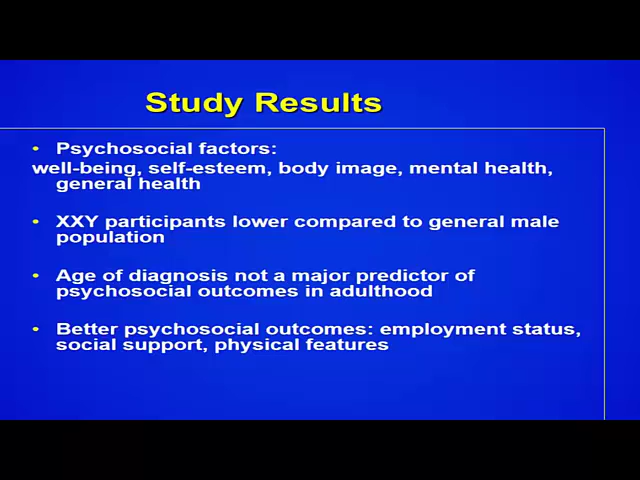 Study Results
• Psychosocial factors:
well-being, self-esteem, body image, mental health,
general health
• XXY participants lower compared to general male
population
• Age of diagnosis not a major predictor of
psychosocial outcomes in adulthood
• Better psychosocial outcomes: employment status,
social support, physical features